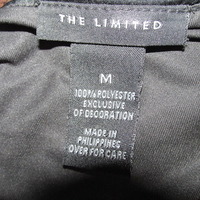 THE LIMITED
M
100% POLYESTER
EXCLUSIVE
OF DECORATION
MADE IN
PHILIPPINES
OVER FOR CARE